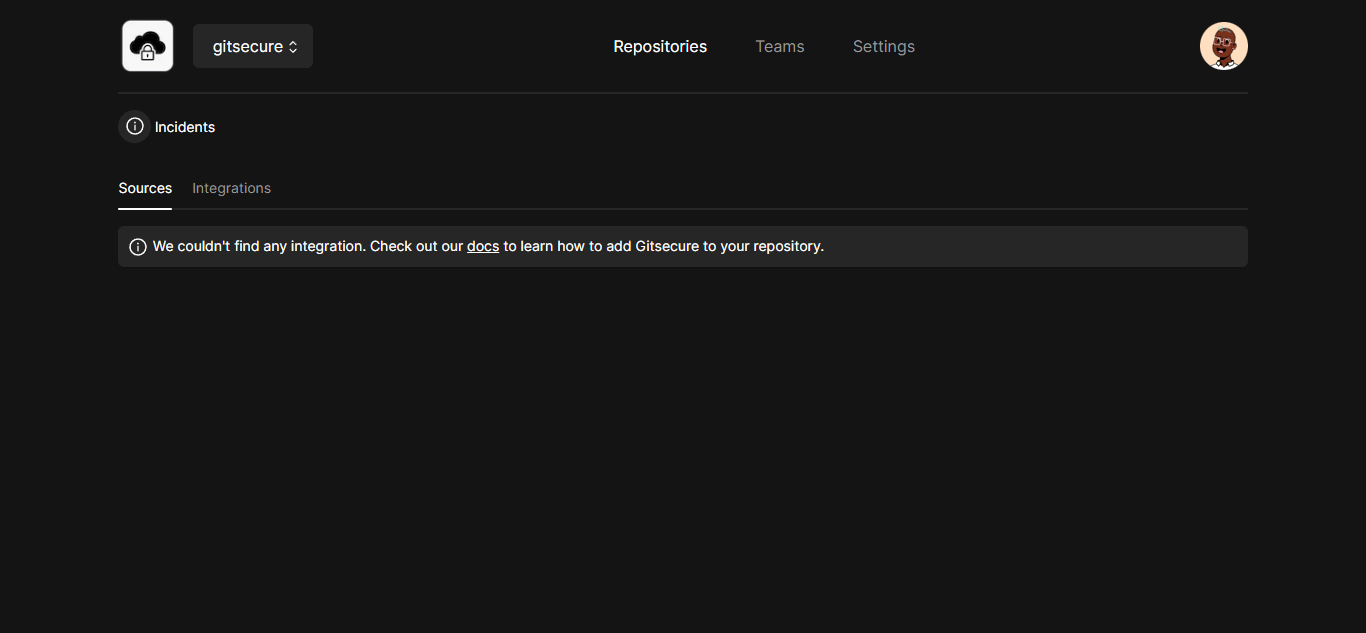 gitsecure
Repositories
Teams
Settings
Incidents
Sources
Integrations
We couldn't find any integration. Check out our docs to learn how to add Gitsecure to your repository.